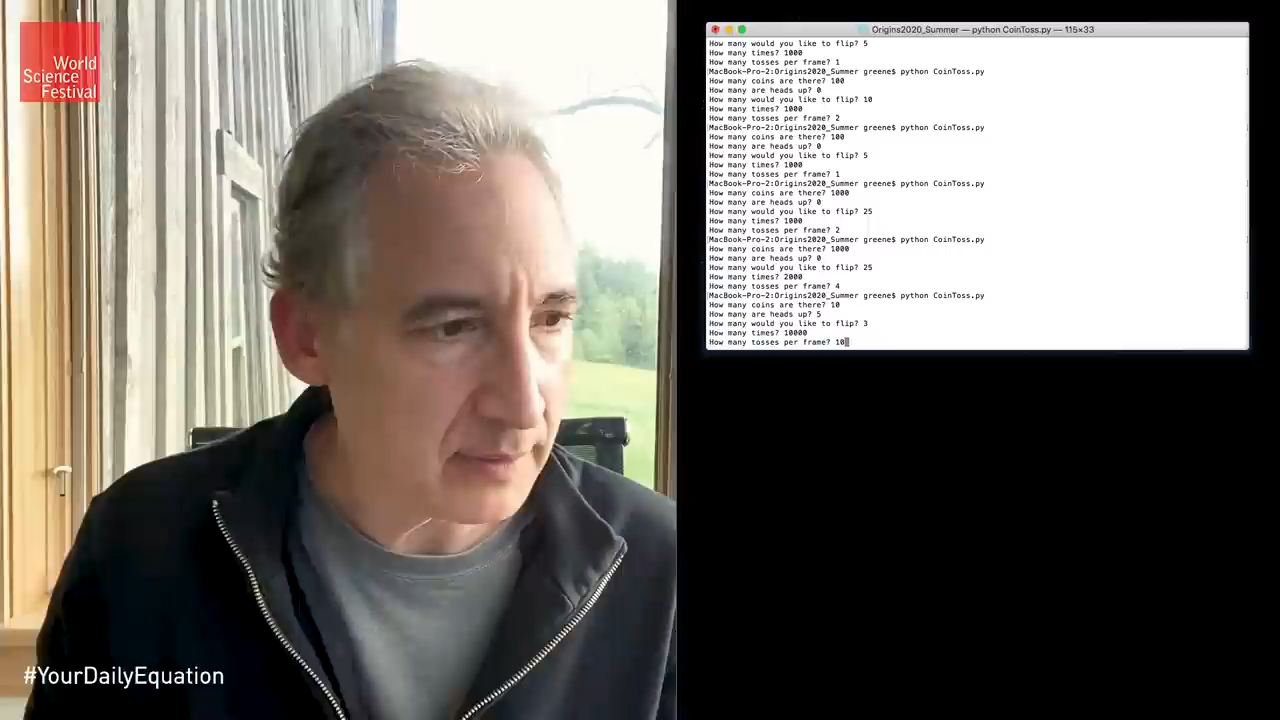 World
Science
Festival
Origins2020_Summer — python CoinToss.py — 115×33
How many would you like to flip? 5
How many times? 1000
How many tosses per frame? 1
MacBook-Pro-2:Origins2020_Summer greene$ python CoinToss.py
How many coins are there? 100
How many are heads up? 0
How many would you like to flip? 10
How many times? 1000
How many tosses per frame? 2
MacBook-Pro-2:Origins2020_Summer greene$ python CoinToss.py
How many coins are there? 100
How many are heads up? 0
How many would you like to flip? 5
How many times? 1000
How many tosses per frame? 1
MacBook-Pro-2:Origins2020_Summer greene$ python CoinToss.py
How many coins are there? 1000
How many are heads up? 0
How many would you like to flip? 25
How many times? 1000
How many tosses per frame? 2
MacBook-Pro-2:Origins2020_Summer greene$ python CoinToss.py
How many coins are there? 1000
How many are heads up? 0
How many would you like to flip? 25
How many times? 2000
How many tosses per frame? 4
MacBook-Pro-2:Origins2020_Summer greene$ python CoinToss.py
How many coins are there? 10
How many are heads up? 5
How many would you like to flip? 3
How many times? 10000
How many tosses per frame? 10
#YourDailyEquation